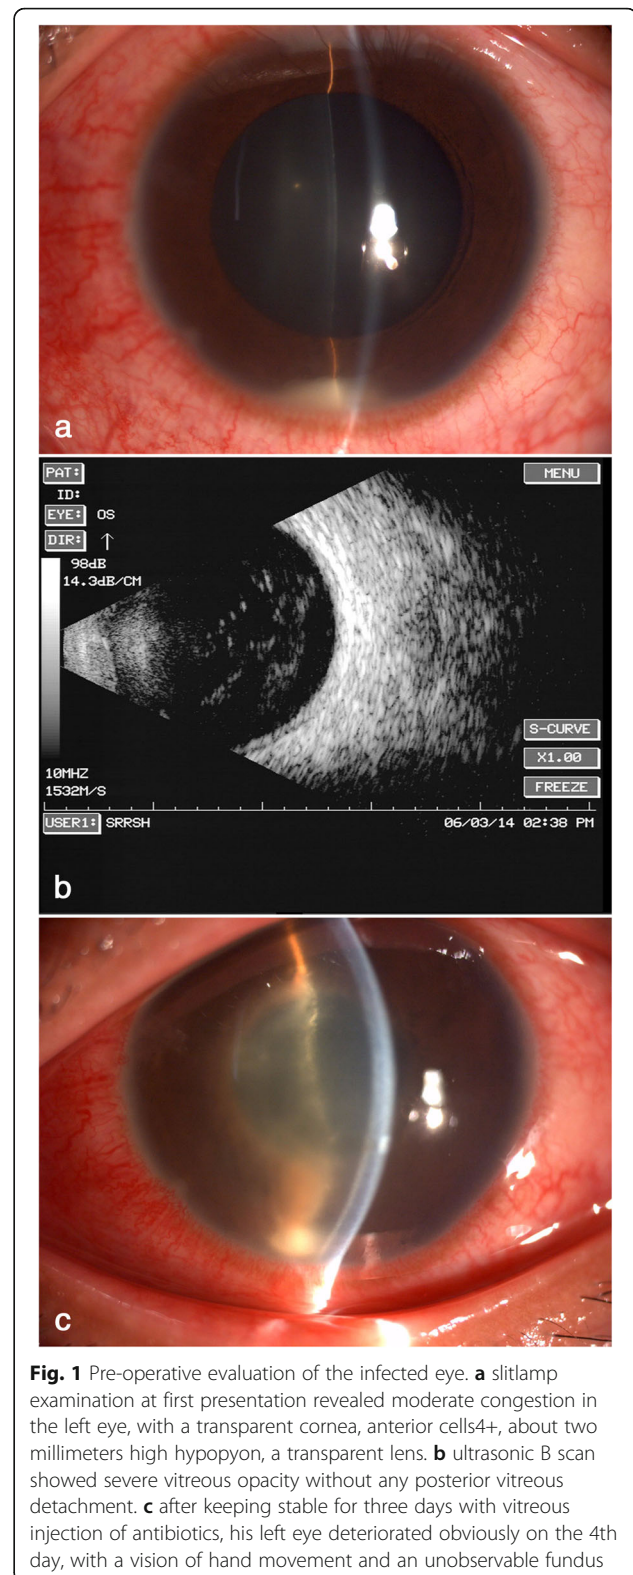 a
PAT:
MENU
ID:
EYE: OS
DIR: ↑
98dB
14.3dB/CM
S-CURVE
X1.00
10MHZ
1532M/S
FREEZE
USER1: SRRSH 06/03/14 02:38 PM
b
c
Fig. 1 Pre-operative evaluation of the infected eye. a slitlamp
examination at first presentation revealed moderate congestion in
the left eye, with a transparent cornea, anterior cells4+, about two
millimeters high hypopyon, a transparent lens. b ultrasonic B scan
showed severe vitreous opacity without any posterior vitreous
detachment. c after keeping stable for three days with vitreous
injection of antibiotics, his left eye deteriorated obviously on the 4th
day, with a vision of hand movement and an unobservable fundus